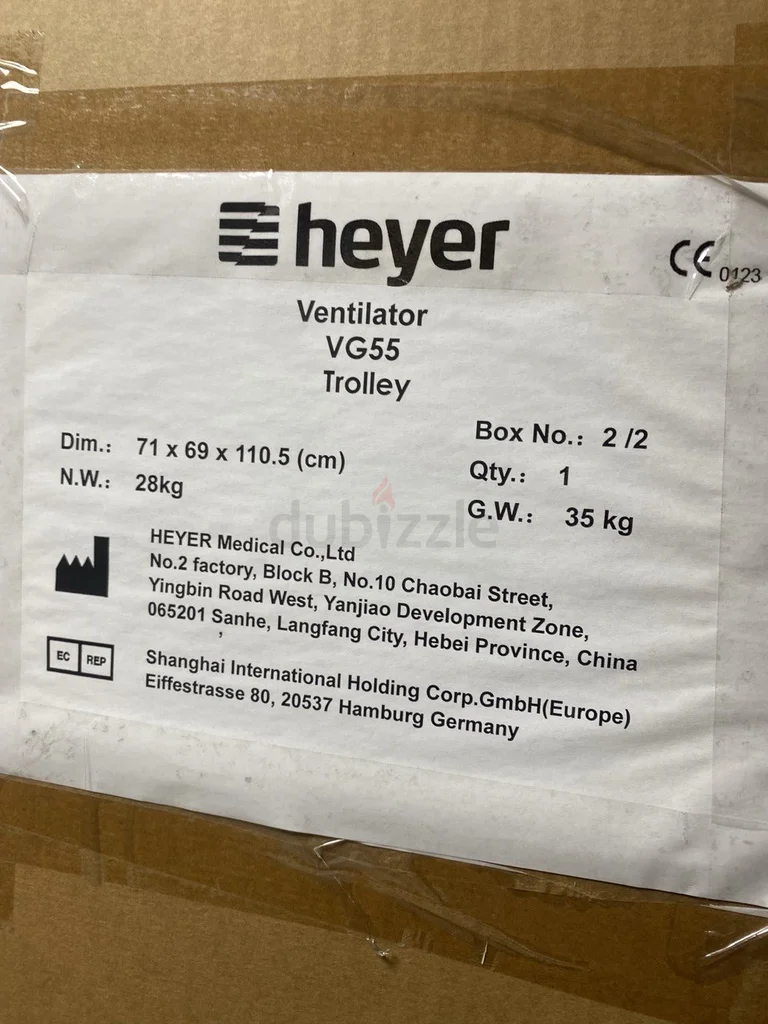 heyer
CE 0123
Ventilator
VG55
Trolley
Dim.: 71 x 69 x 110.5 (cm)
N.W.: 28kg
Box No.: 2 /2
Qty.: 1
G.W.: 35 kg
dubizzle
HEYER Medical Co.,Ltd
No.2 factory, Block B, No.10 Chaobai Street,
Yingbin Road West, Yanjiao Development Zone,
065201 Sanhe, Langfang City, Hebei Province, China
,
EC REP
Shanghai International Holding Corp.GmbH(Europe)
Eiffestrasse 80, 20537 Hamburg Germany